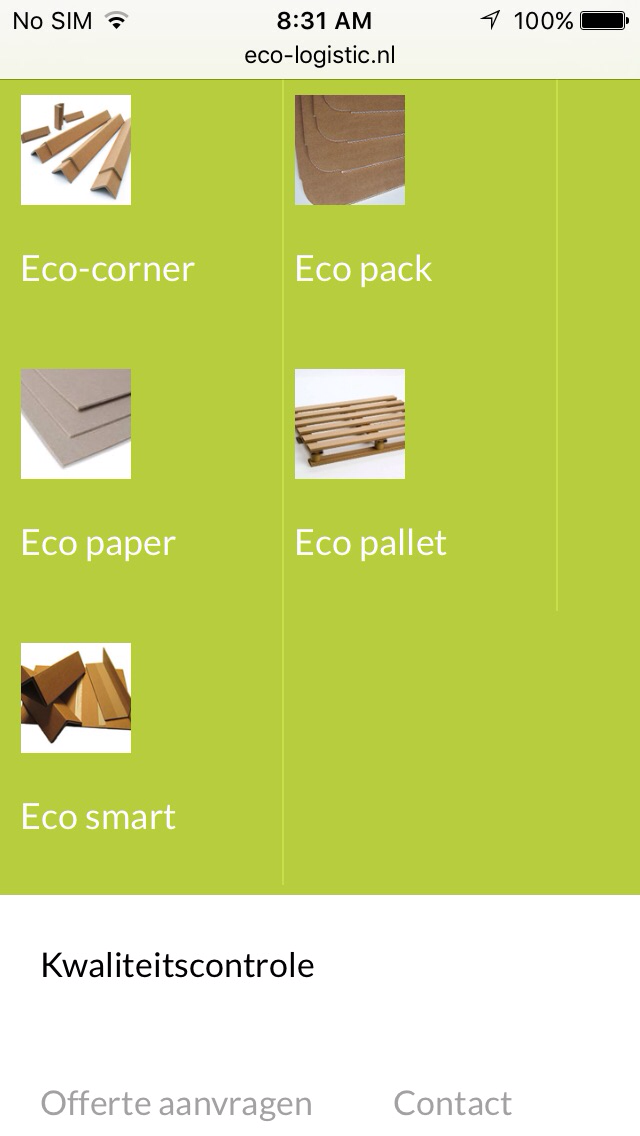 No SIM 8:31 AM 100%
eco-logistic.nl
Eco-corner Eco pack
Eco paper Eco pallet
Eco smart
Kwaliteitscontrole
Offerte aanvragen Contact